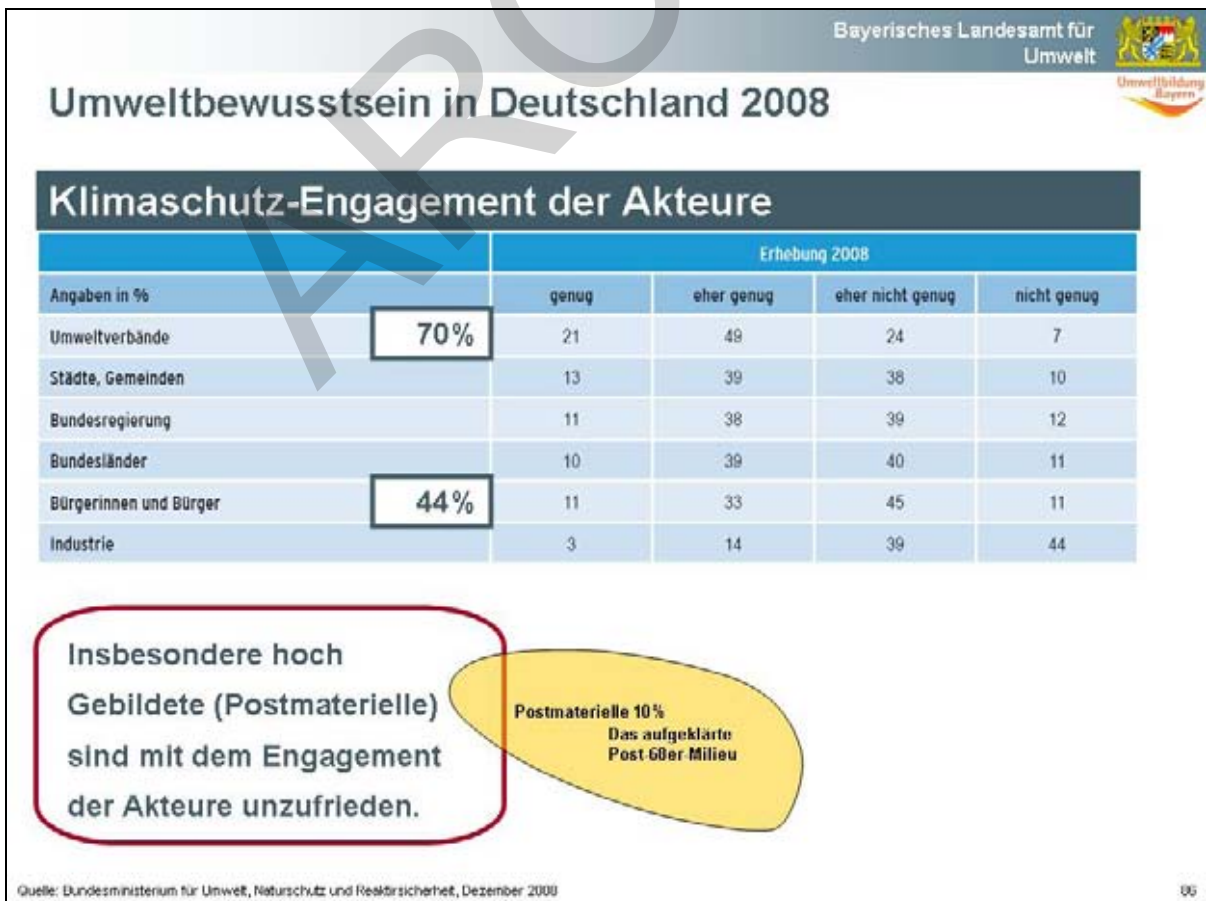 Bayerisches Landesamt für
Umwelt
Umweltbildung
Bayern
Umweltbewusstsein in Deutschland 2008
Klimaschutz-Engagement der Akteure
Erhebung 2008
Angaben in % genug eher genug eher nicht genug nicht genug
Umweltverbände 70% 21 49 24 7
Städte, Gemeinden 13 39 38 10
Bundesregierung 11 38 39 12
Bundesländer 10 39 40 11
Bürgerinnen und Bürger 44% 11 33 45 11
Industrie 3 14 39 44
Insbesondere hoch
Gebildete (Postmaterielle)
sind mit dem Engagement
der Akteure unzufrieden.
Postmaterielle 10%
Das aufgeklärte
Post-68er-Milieu
Quelle: Bundesministerium für Umwelt, Naturschutz und Reaktirsicherheit, Dezember 2008
86